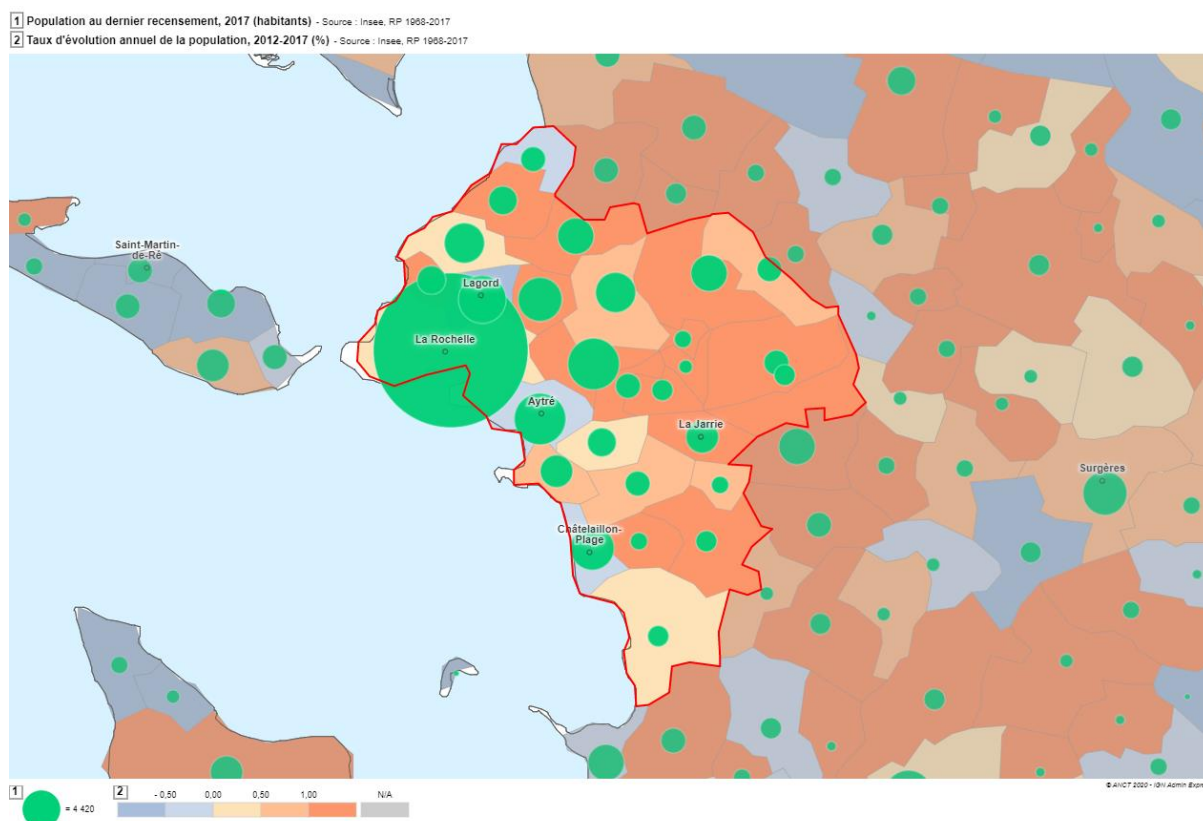 1 Population au dernier recensement, 2017 (habitants) - Source : Insee, RP 1968-2017
2 Taux d'évolution annuel de la population, 2012-2017 (%) - Source : Insee, RP 1968-2017
Saint-Martin-
de-Ré
Lagord
La Rochelle
Aytré
La Jarrie
Surgères
Châtelaillon-
Plage
© ANCT 2020 - IGN Admin Expre
1
= 4 420
2
- 0,50 0,00 0,50 1,00 N/A